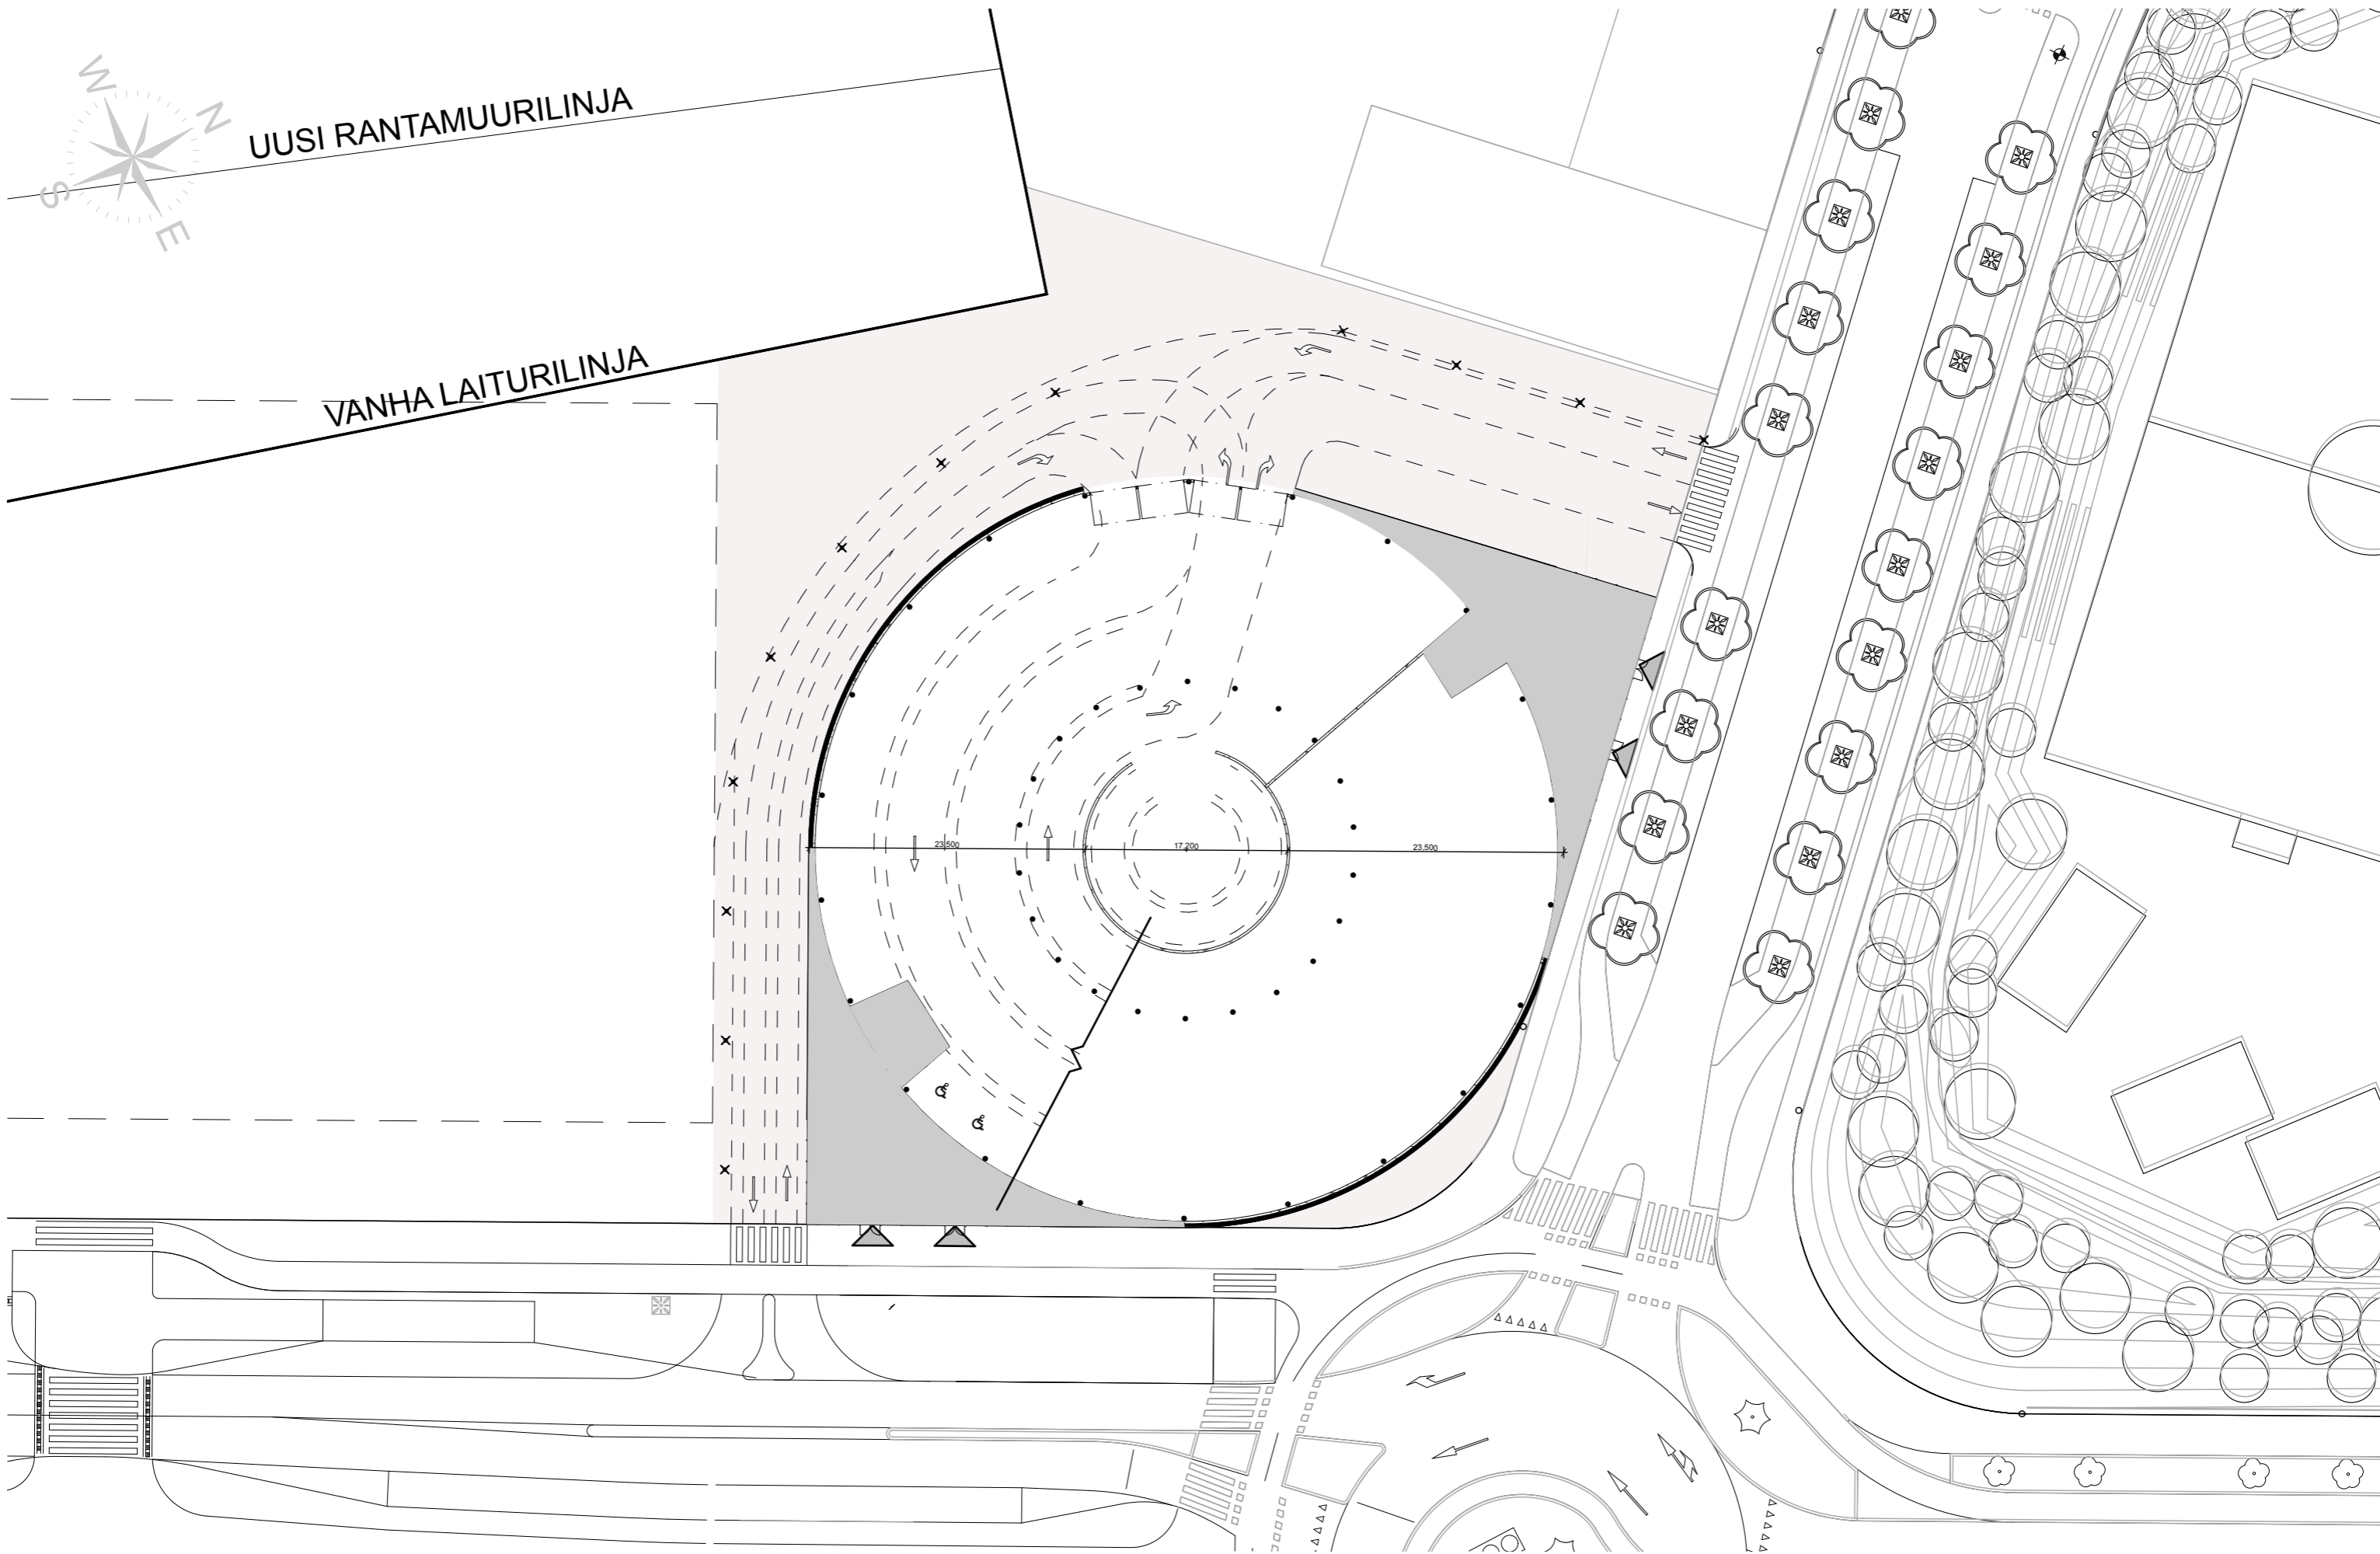 W
N
UUSI RANTAMUURILINJA
S
E
VANHA LAITURILINJA
23,500
17,200
23,500